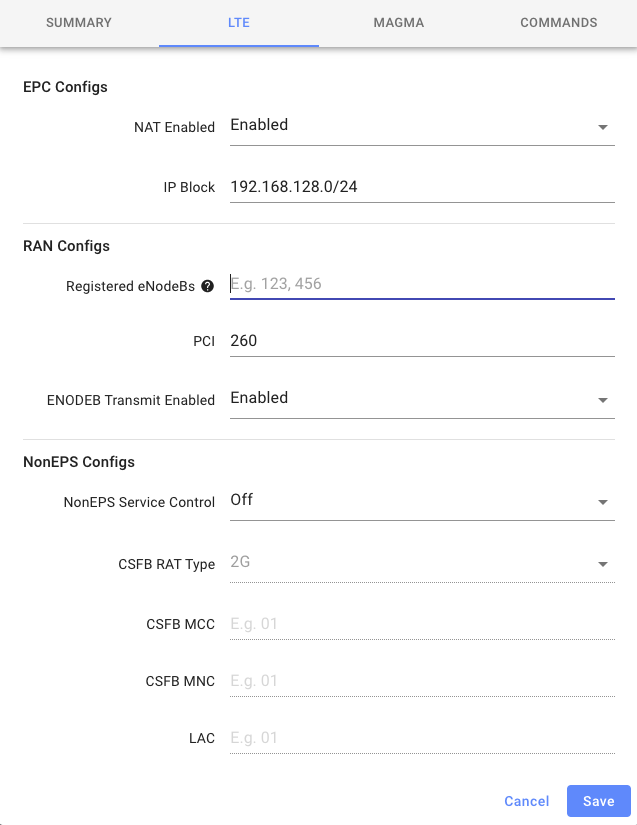 SUMMARY LTE MAGMA COMMANDS
EPC Configs
NAT Enabled Enabled
IP Block 192.168.128.0/24
RAN Configs
Registered eNodeBs ? E.g. 123, 456
PCI 260
ENODEB Transmit Enabled Enabled
NonEPS Configs
NonEPS Service Control Off
CSFB RAT Type 2G
CSFB MCC E.g. 01
CSFB MNC E.g. 01
LAC E.g. 01
Cancel Save